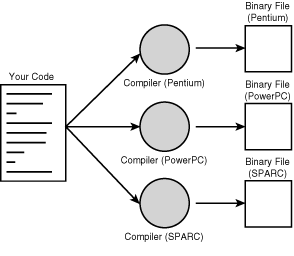 Your Code
Compiler (Pentium)
Binary File
(Pentium)
Compiler (PowerPC)
Binary File
(PowerPC)
Compiler (SPARC)
Binary File
(SPARC)